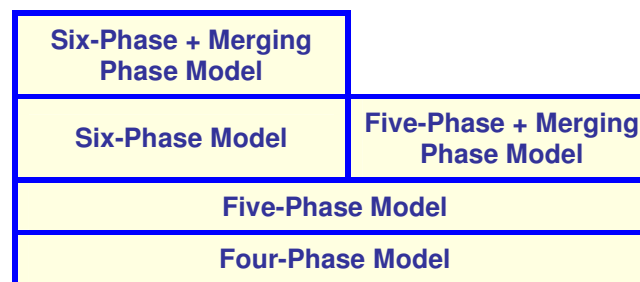 Six-Phase + Merging
Phase Model
Six-Phase Model
Five-Phase + Merging
Phase Model
Five-Phase Model
Four-Phase Model